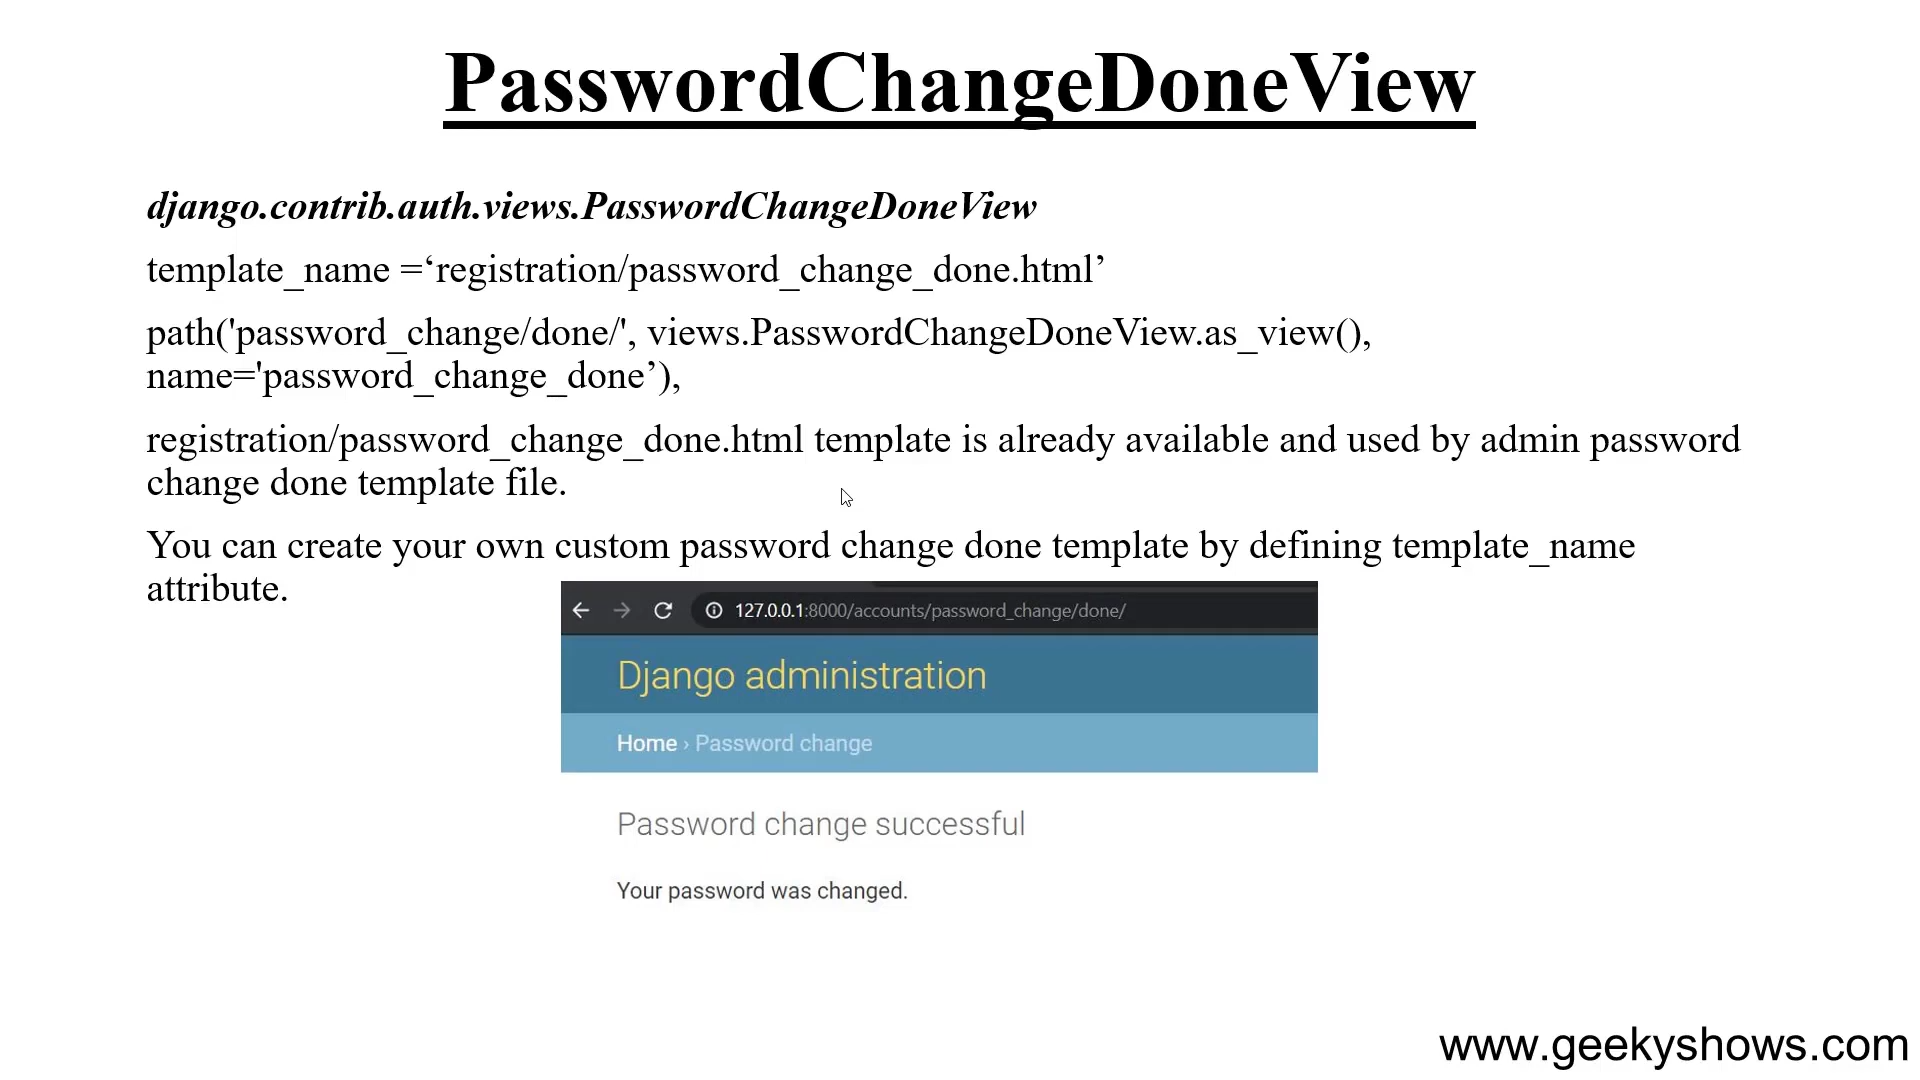 PasswordChangeDoneView
django.contrib.auth.views.PasswordChangeDoneView
template_name =‘registration/password_change_done.html’
path('password_change/done/', views.PasswordChangeDoneView.as_view(),
name='password_change_done’),
registration/password_change_done.html template is already available and used by admin password
change done template file.
You can create your own custom password change done template by defining template_name
attribute.
127.0.0.1:8000/accounts/password_change/done/
Django administration
Home › Password change
Password change successful
Your password was changed.
www.geekyshows.com